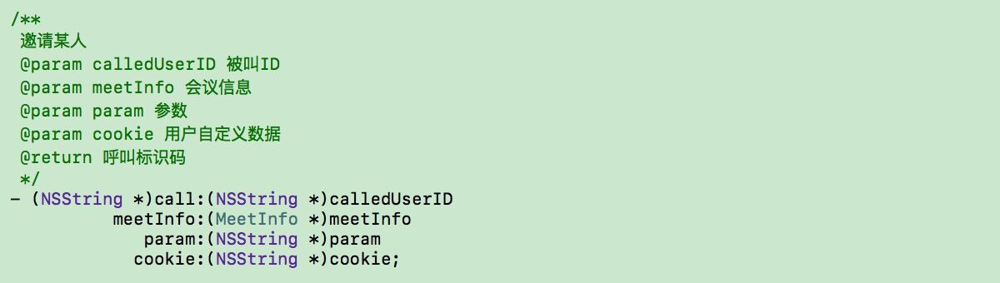 /**
 邀请某人
 @param calledUserID 被叫ID
 @param meetInfo 会议信息
 @param param 参数
 @param cookie 用户自定义数据
 @return 呼叫标识码
 */
- (NSString *)call:(NSString *)calledUserID
          meetInfo:(MeetInfo *)meetInfo
             param:(NSString *)param
            cookie:(NSString *)cookie;